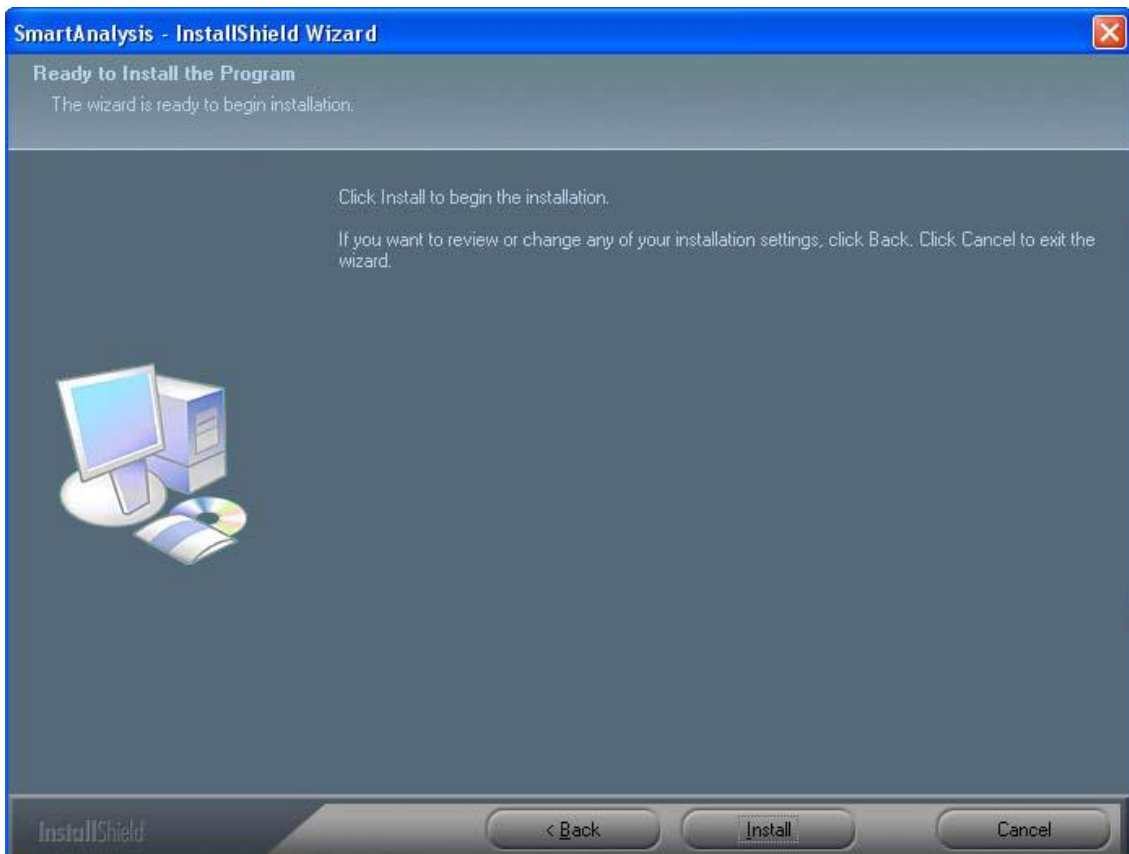 SmartAnalysis - InstallShield Wizard
Ready to Install the Program
The wizard is ready to begin installation.
Click Install to begin the installation.
If you want to review or change any of your installation settings, click Back. Click Cancel to exit the
wizard.
InstallShield
< Back
Install
Cancel